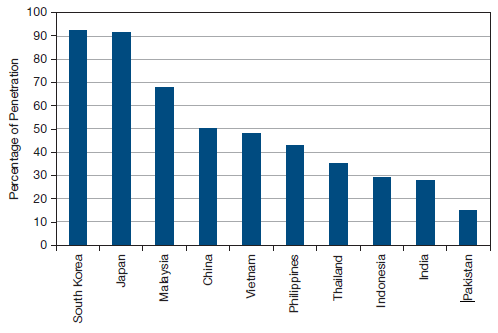 Percentage of Penetration
100
90
80
70
60
50
40
30
20
10
0
South Korea
Japan
Malaysia
China
Vietnam
Philippines
Thailand
Indonesia
India
Pakistan